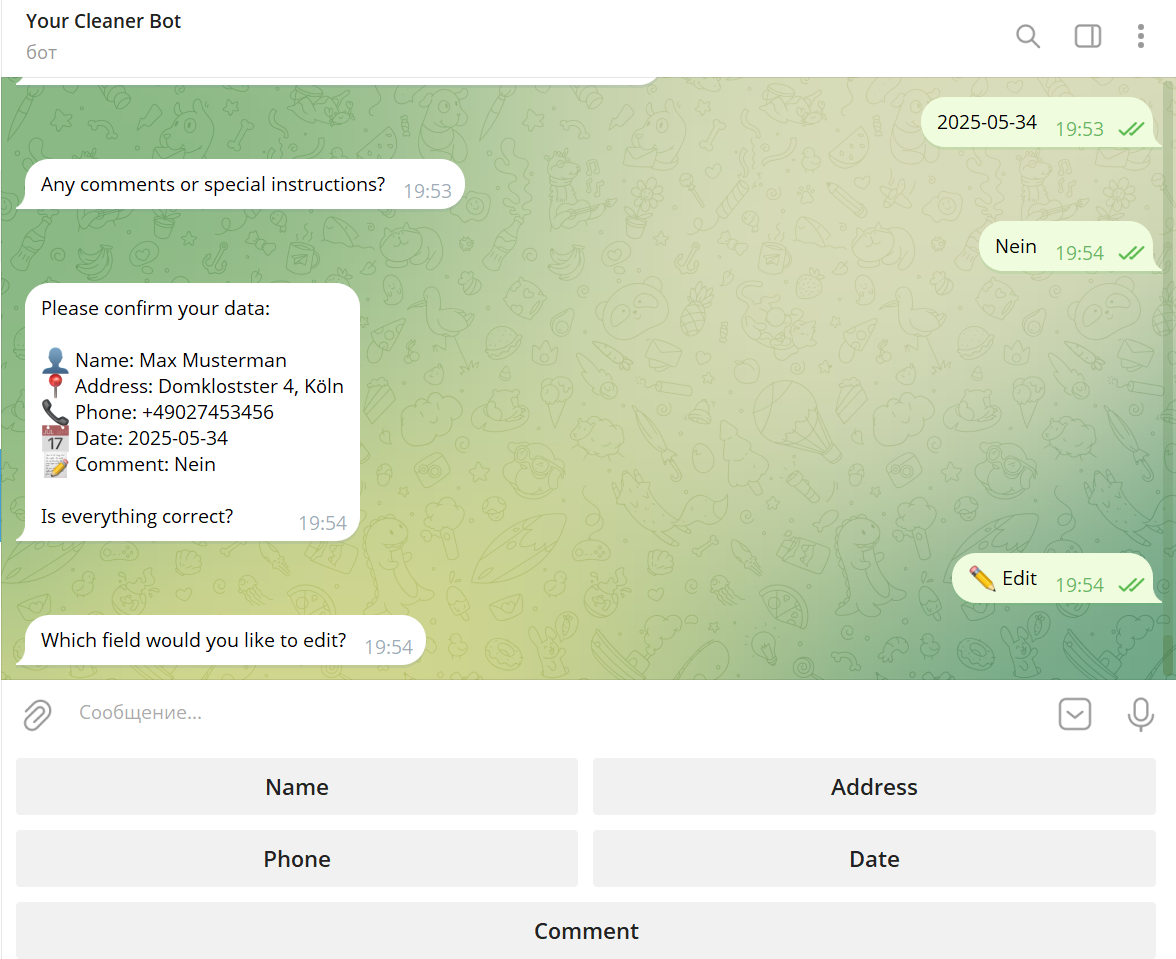 Your Cleaner Bot
бот
2025-05-34 19:53
Any comments or special instructions? 19:53
Nein 19:54
Please confirm your data:
Name: Max Musterman
Address: Domklostster 4, Köln
Phone: +49027453456
Date: 2025-05-34
Comment: Nein
Is everything correct? 19:54
Edit 19:54
Which field would you like to edit? 19:54
Сообщение...
Name Address
Phone Date
Comment